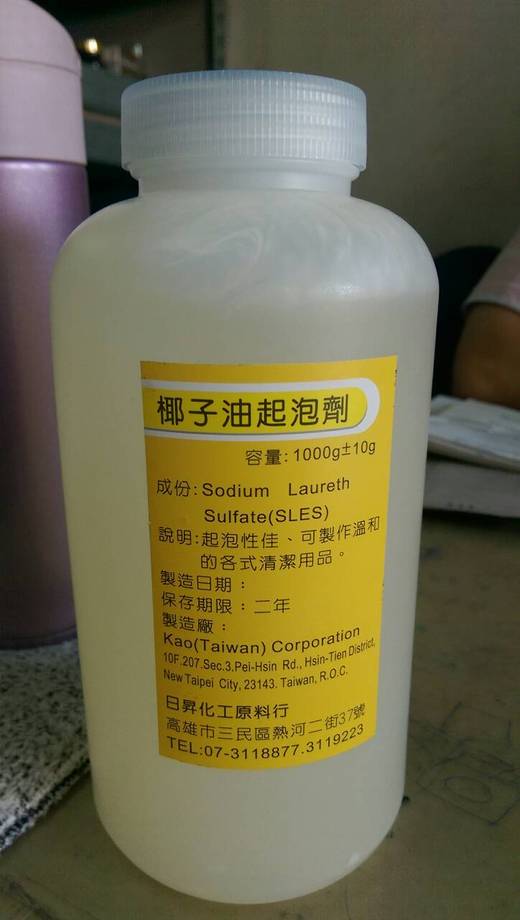 椰子油起泡劑
容量:1000g±10g
成份:Sodium Laureth
Sulfate(SLES)
說明:起泡性佳、可製作溫和
的各式清潔用品。
製造日期:
保存期限:二年
製造廠:
Kao(Taiwan) Corporation
10F.207.Sec.3.Pei-Hsin Rd., Hsin-Tien District,
New Taipei City, 23143. Taiwan, R.O.C.
日昇化工原料行
高雄市三民區熱河二街37號
TEL:07-3118877.3119223